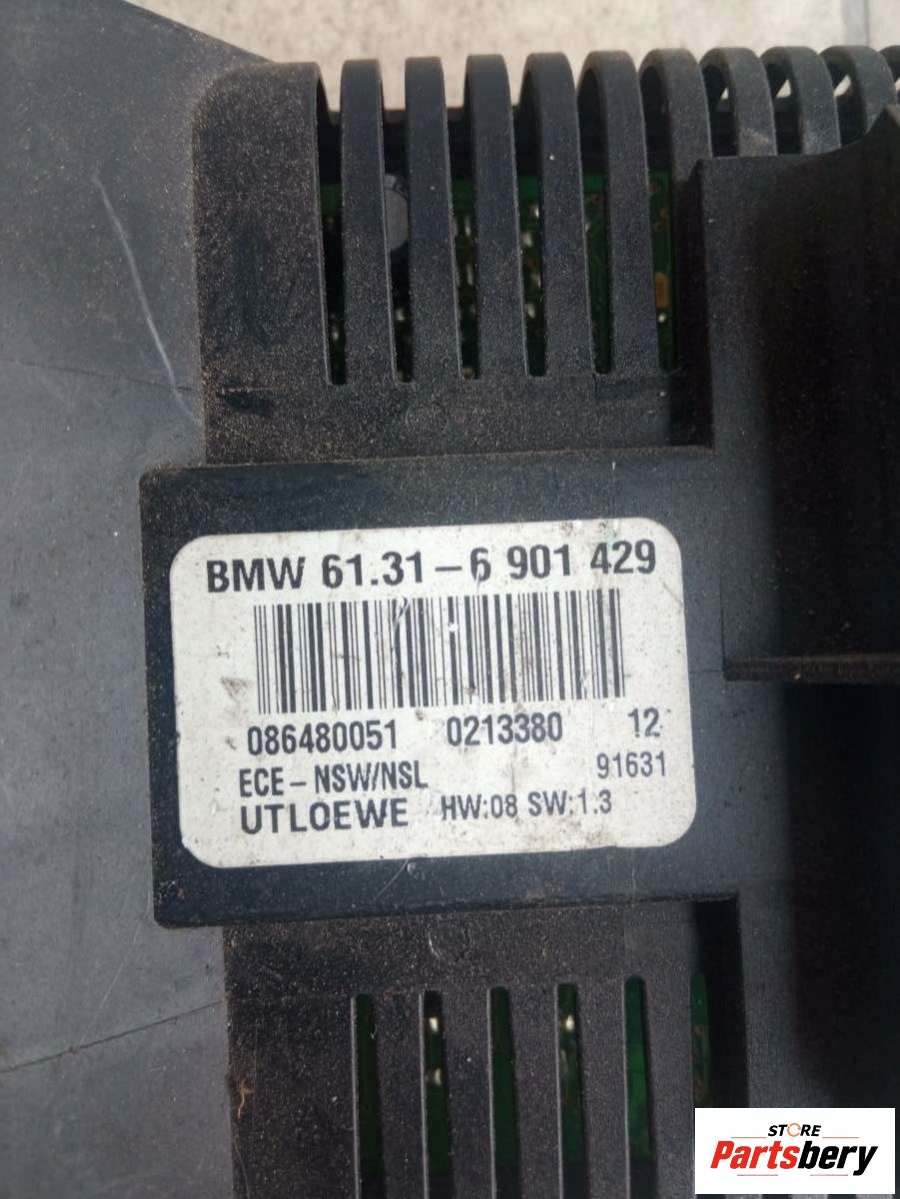 BMW 61.31-6 901 429
086480051 0213380 12
ECE-NSW/NSL 91631
UTLOEWE HW:08 SW:1.3
STORE
Partsbery